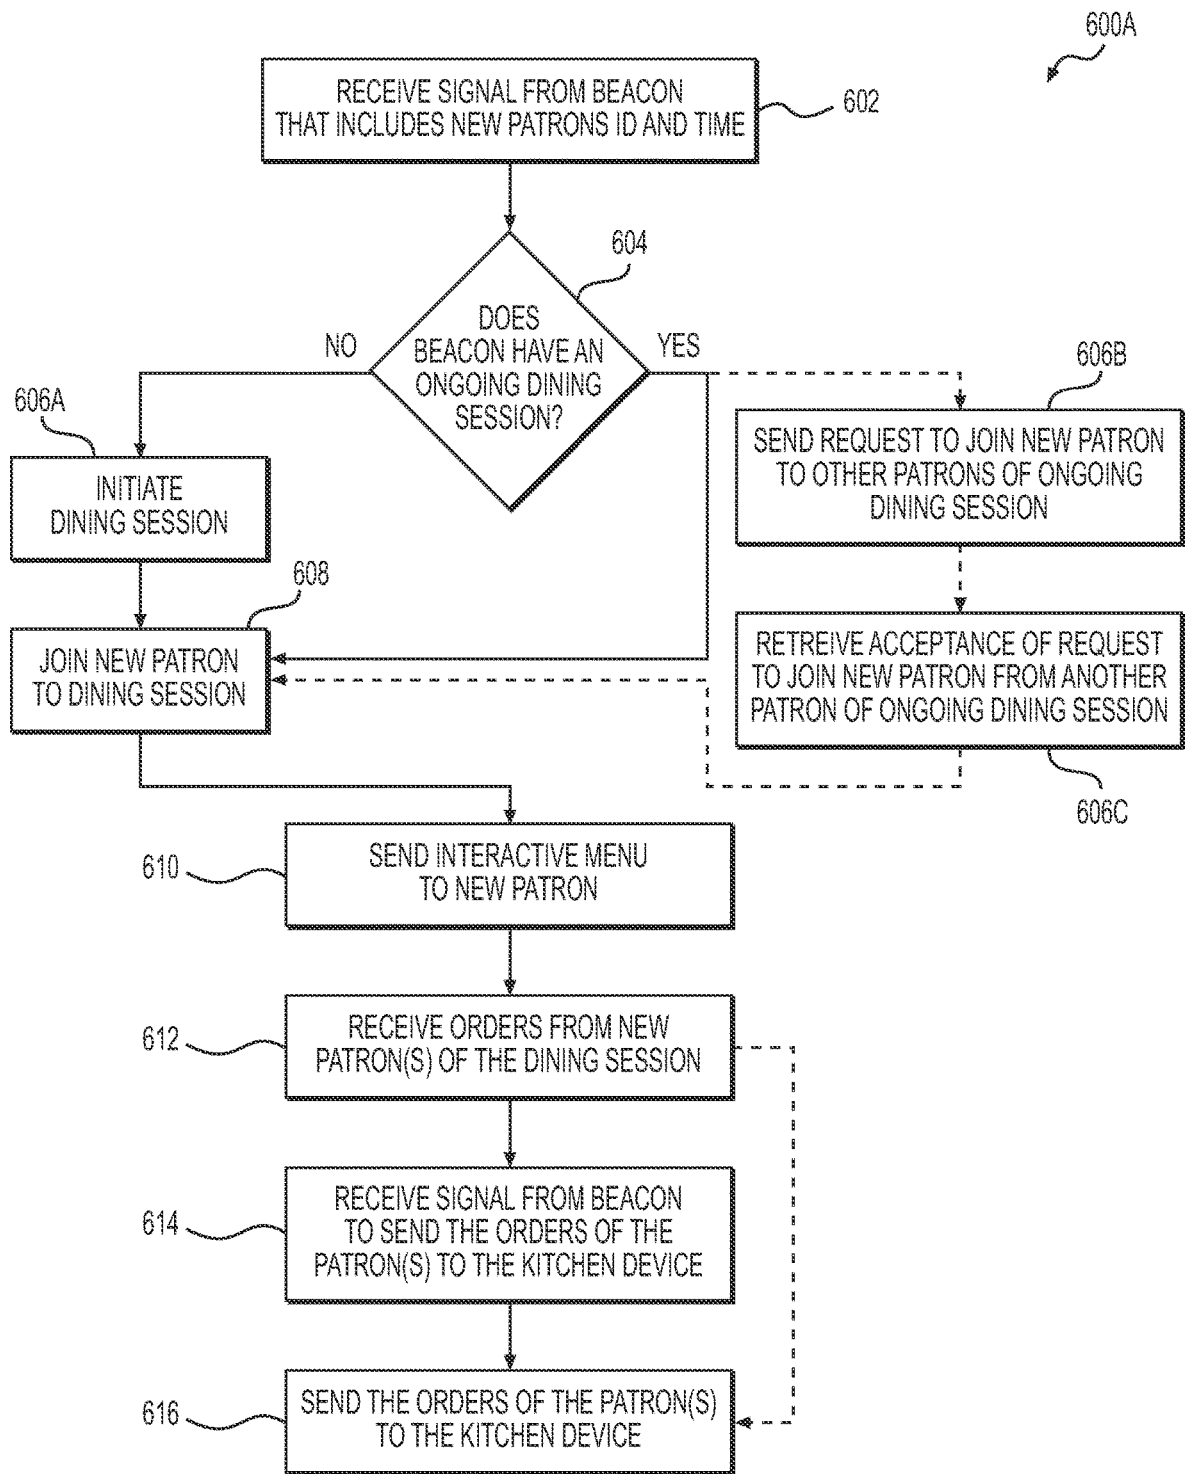 600A
RECEIVE SIGNAL FROM BEACON
THAT INCLUDES NEW PATRONS ID AND TIME
602
604
DOES
BEACON HAVE AN
ONGOING DINING
SESSION?
NO
YES
606A
INITIATE
DINING SESSION
606B
SEND REQUEST TO JOIN NEW PATRON
TO OTHER PATRONS OF ONGOING
DINING SESSION
608
JOIN NEW PATRON
TO DINING SESSION
RETREIVE ACCEPTANCE OF REQUEST
TO JOIN NEW PATRON FROM ANOTHER
PATRON OF ONGOING DINING SESSION
606C
610
SEND INTERACTIVE MENU
TO NEW PATRON
612
RECEIVE ORDERS FROM NEW
PATRON(S) OF THE DINING SESSION
614
RECEIVE SIGNAL FROM BEACON
TO SEND THE ORDERS OF THE
PATRON(S) TO THE KITCHEN DEVICE
616
SEND THE ORDERS OF THE PATRON(S)
TO THE KITCHEN DEVICE